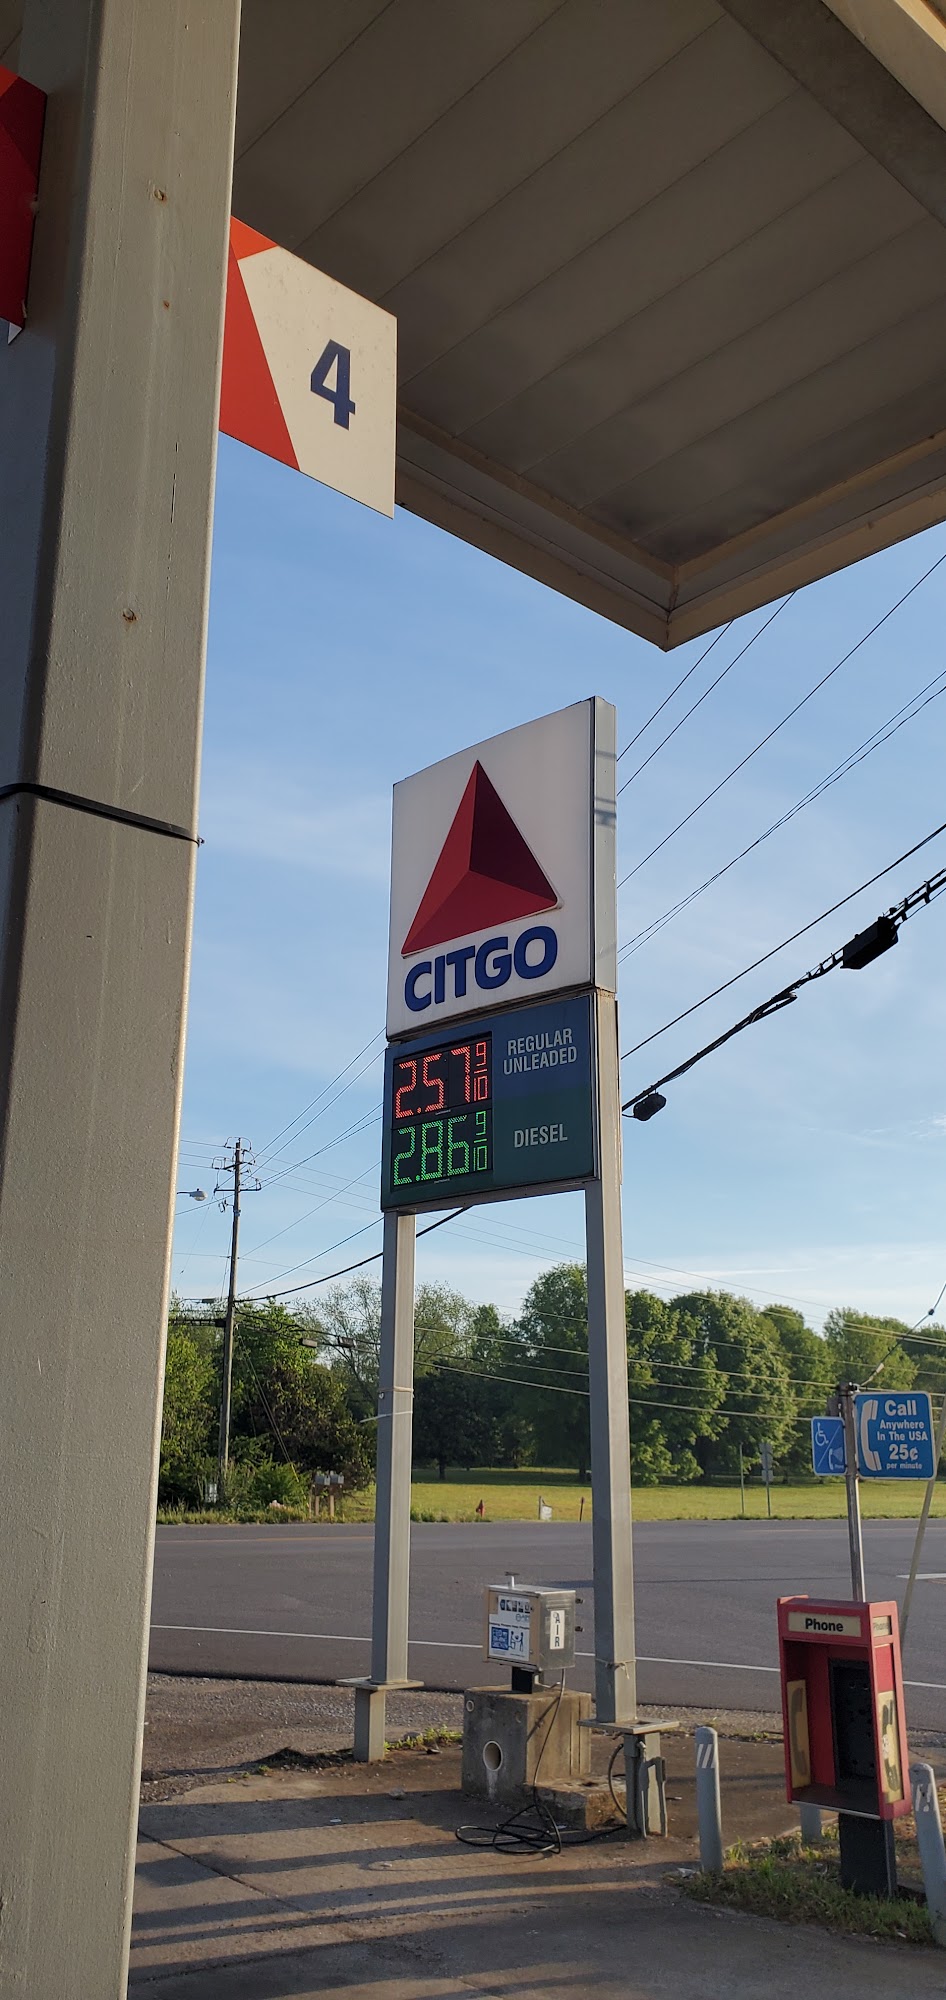 4
CITGO
2.57 9/10
REGULAR
UNLEADED
2.86 9/10
DIESEL
Call
Anywhere
In The USA
25¢
per minute
AIR
Phone